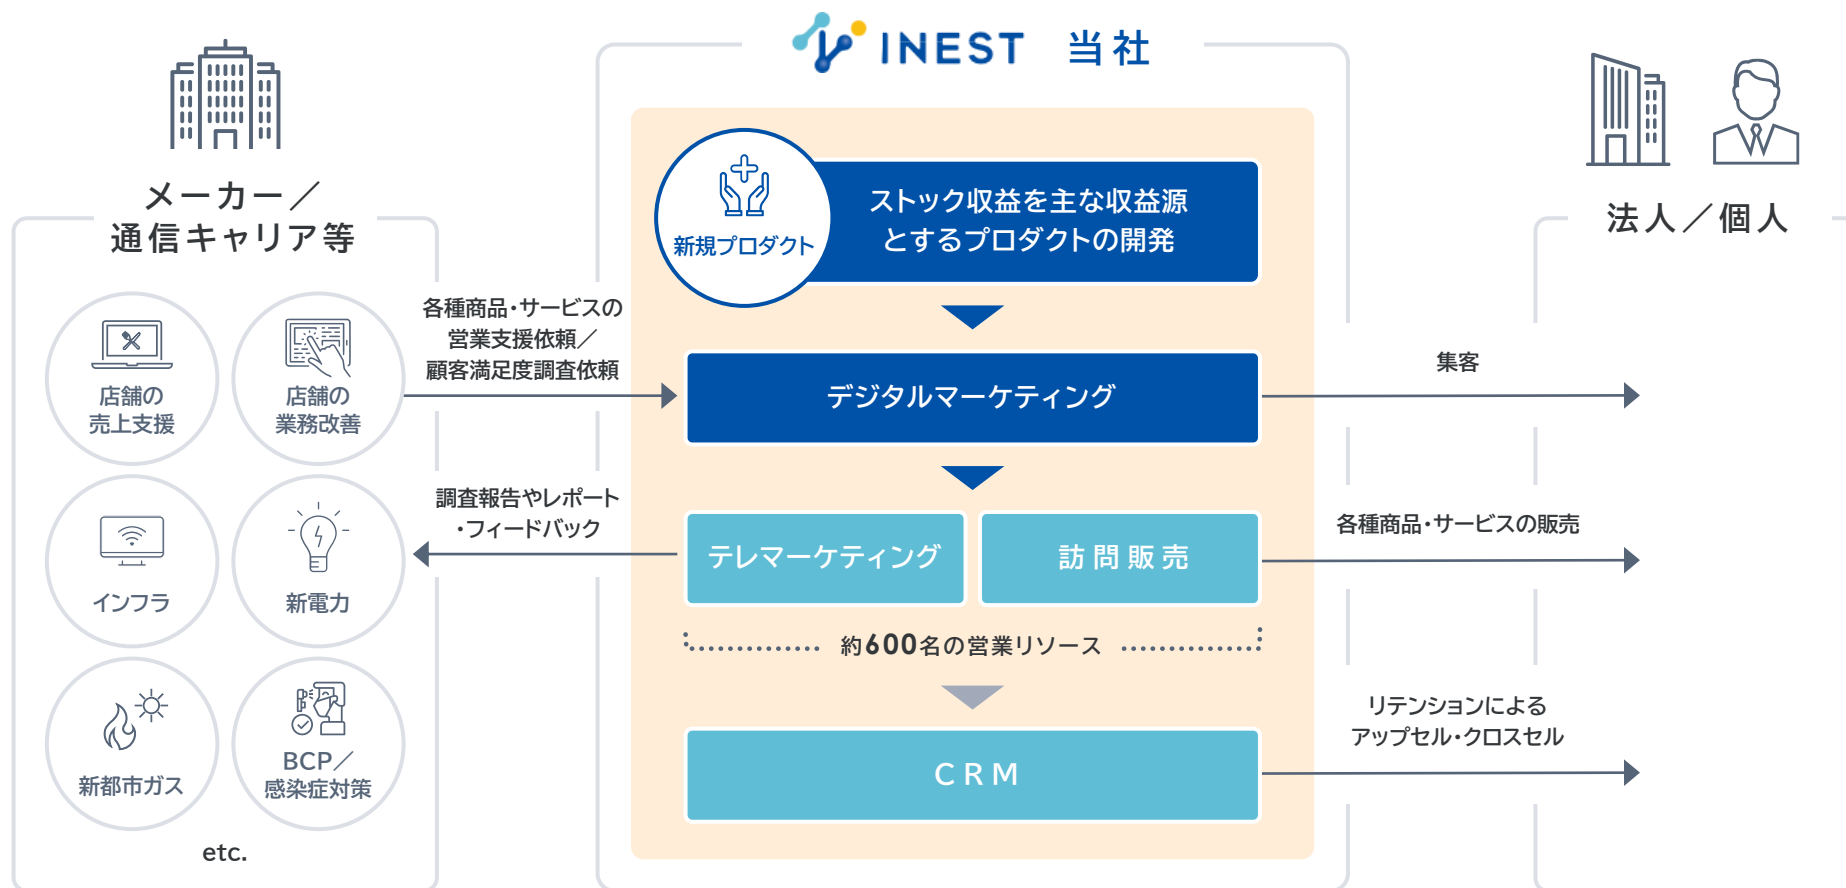 INEST 当社
メーカー／
通信キャリア等
店舗の
売上支援
店舗の
業務改善
インフラ
新電力
新都市ガス
BCP／
感染症対策
etc.
各種商品・サービスの
営業支援依頼／
顧客満足度調査依頼
調査報告やレポート
・フィードバック
新規プロダクト
ストック収益を主な収益源
とするプロダクトの開発
デジタルマーケティング
テレマーケティング
訪問販売
約600名の営業リソース
CRM
集客
各種商品・サービスの販売
リテンションによる
アップセル・クロスセル
法人／個人